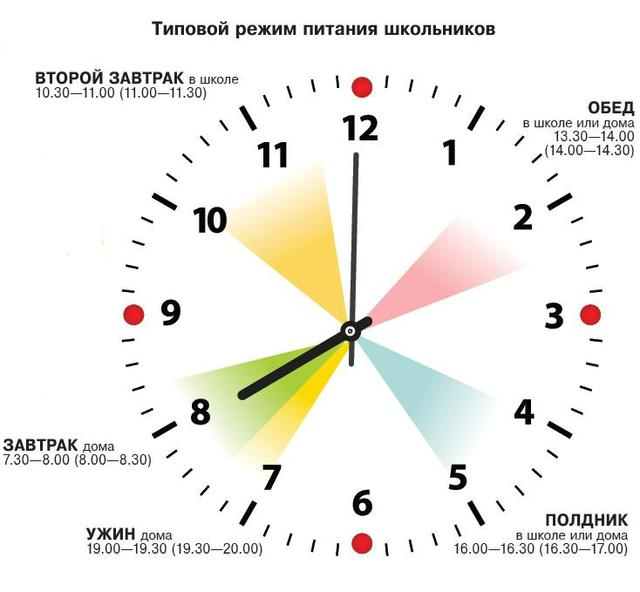 Типовой режим питания школьников
ВТОРОЙ ЗАВТРАК в школе
10.30—11.00 (11.00—11.30)
ОБЕД
в школе или дома
13.30—14.00
(14.00—14.30)
12
11
1
10
2
9
3
8
4
7
5
6
ЗАВТРАК дома
7.30—8.00 (8.00—8.30)
УЖИН дома
19.00—19.30 (19.30—20.00)
ПОЛДНИК
в школе или дома
16.00—16.30 (16.30—17.00)